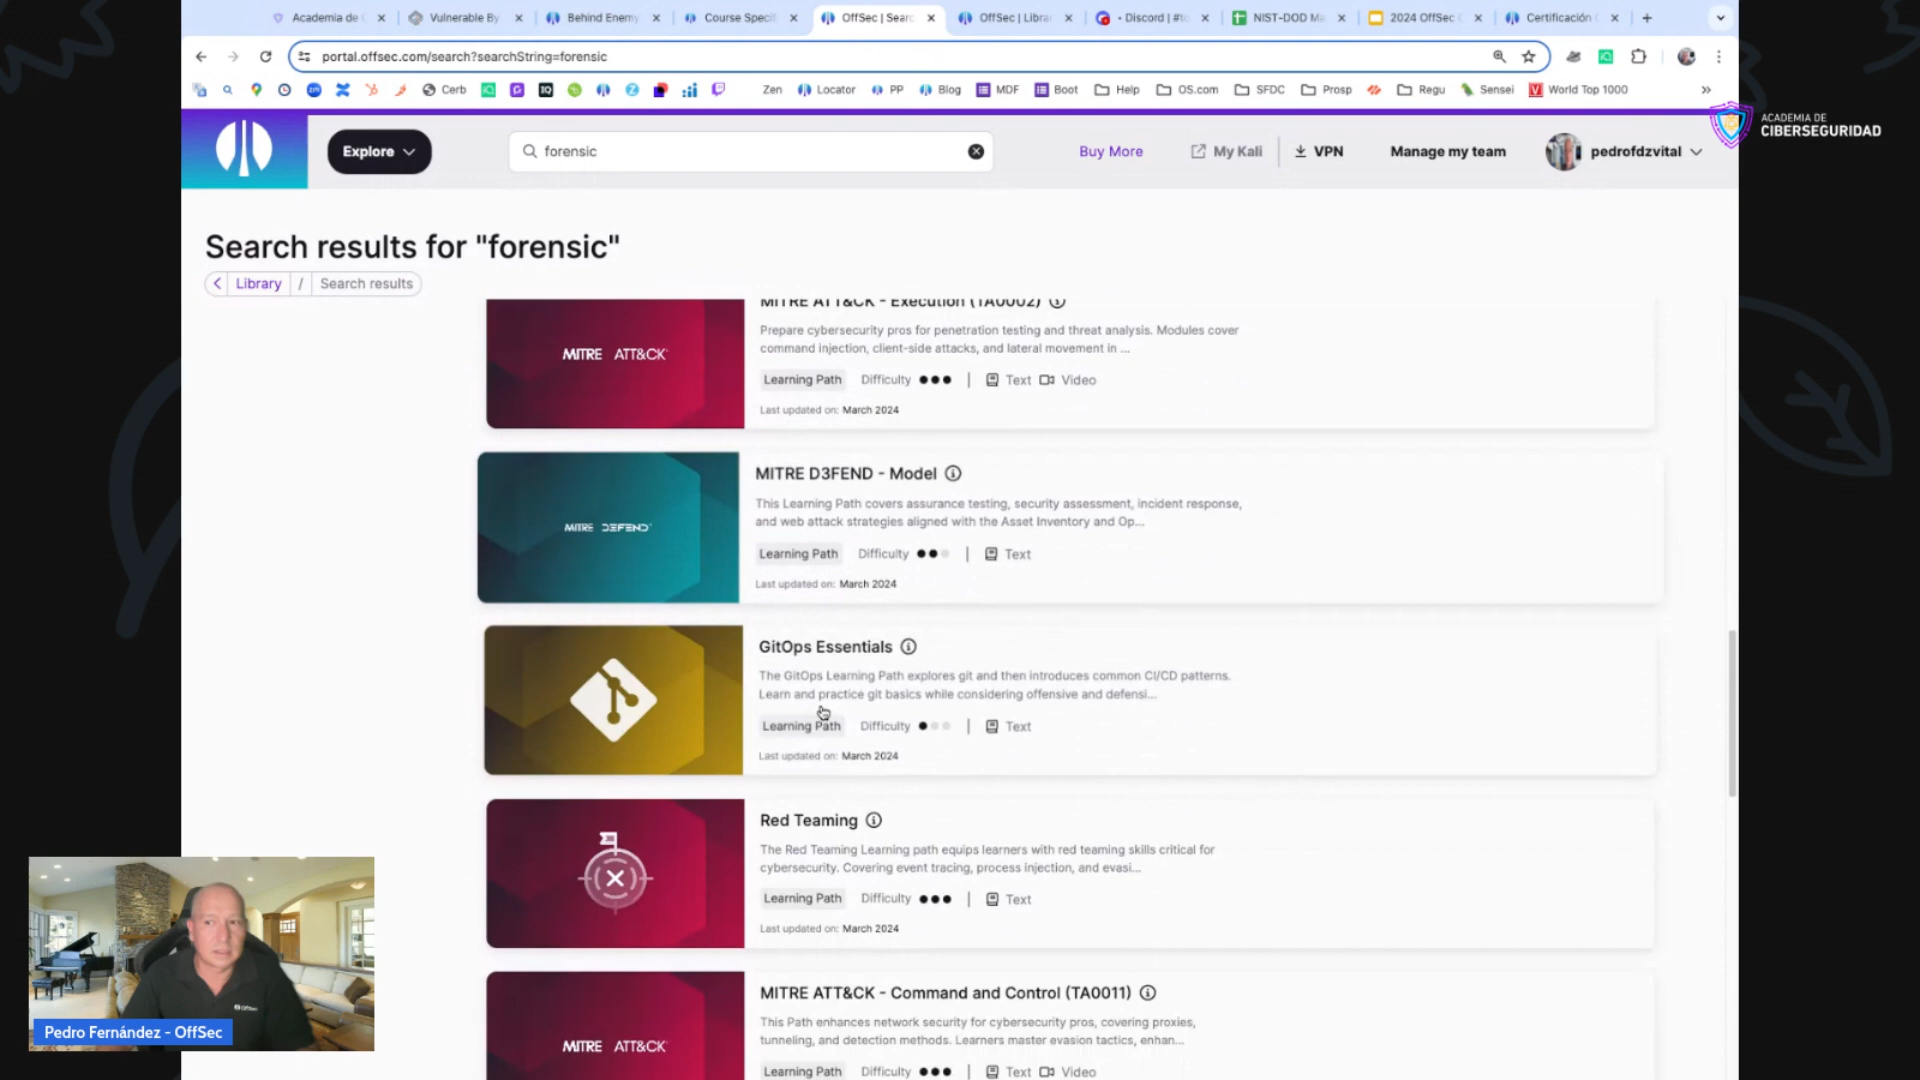 Academia de
Vulnerable By
Behind Enemy
Course Specif
OffSec | Searc
OffSec | Librar
• Discord | #to
NIST-DOD Ma
2024 OffSec
Certificación
portal.offsec.com/search?searchString=forensic
Cerb
Zen
Locator
PP
Blog
MDF
Boot
Help
OS.com
SFDC
Prosp
Regu
Sensei
World Top 1000
ACADEMIA DE
CIBERSEGURIDAD
Explore
forensic
Buy More
My Kali
VPN
Manage my team
pedrofdzvital
Search results for "forensic"
Library / Search results
MITRE ATT&CK - Execution (TA0002)
Prepare cybersecurity pros for penetration testing and threat analysis. Modules cover
command injection, client-side attacks, and lateral movement in ...
MITRE ATT&CK
Learning Path Difficulty | Text Video
Last updated on: March 2024
MITRE D3FEND - Model
This Learning Path covers assurance testing, security assessment, incident response,
and web attack strategies aligned with the Asset Inventory and Op...
MITRE D3FEND
Learning Path Difficulty | Text
Last updated on: March 2024
GitOps Essentials
The GitOps Learning Path explores git and then introduces common CI/CD patterns.
Learn and practice git basics while considering offensive and defensi...
Learning Path Difficulty | Text
Last updated on: March 2024
Red Teaming
The Red Teaming Learning path equips learners with red teaming skills critical for
cybersecurity. Covering event tracing, process injection, and evasi...
Learning Path Difficulty | Text
Last updated on: March 2024
MITRE ATT&CK - Command and Control (TA0011)
This Path enhances network security for cybersecurity pros, covering proxies,
tunneling, and detection methods. Learners master evasion tactics, enhan...
MITRE ATT&CK
Learning Path Difficulty | Text Video
OffSec
Pedro Fernández - OffSec